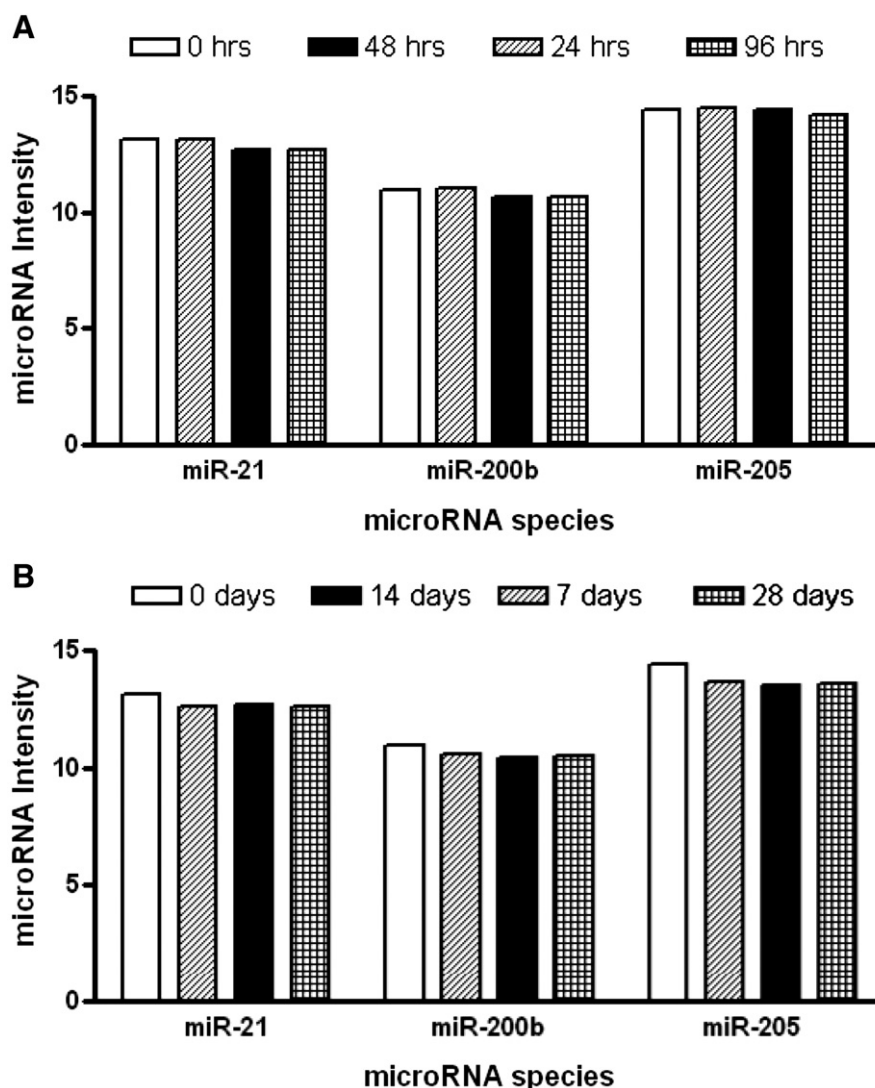 A
0 hrs 48 hrs 24 hrs 96 hrs
15
10
5
0
microRNA Intensity
miR-21 miR-200b miR-205
microRNA species
B
0 days 14 days 7 days 28 days
15
10
5
0
microRNA Intensity
miR-21 miR-200b miR-205
microRNA species